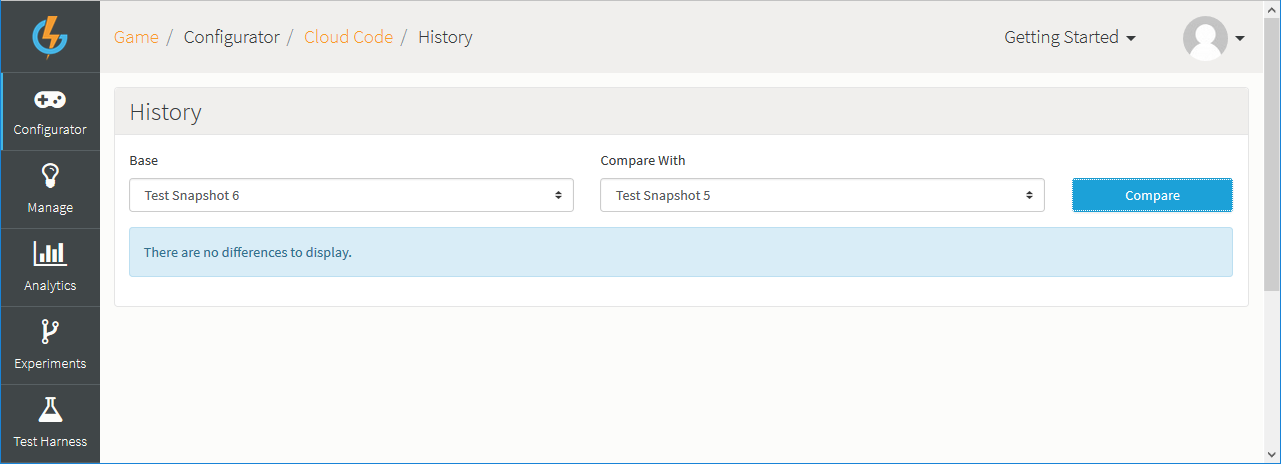 Game / Configurator / Cloud Code / History
Getting Started
Configurator
Manage
Analytics
Experiments
Test Harness
History
Base
Compare With
Test Snapshot 6
Test Snapshot 5
Compare
There are no differences to display.